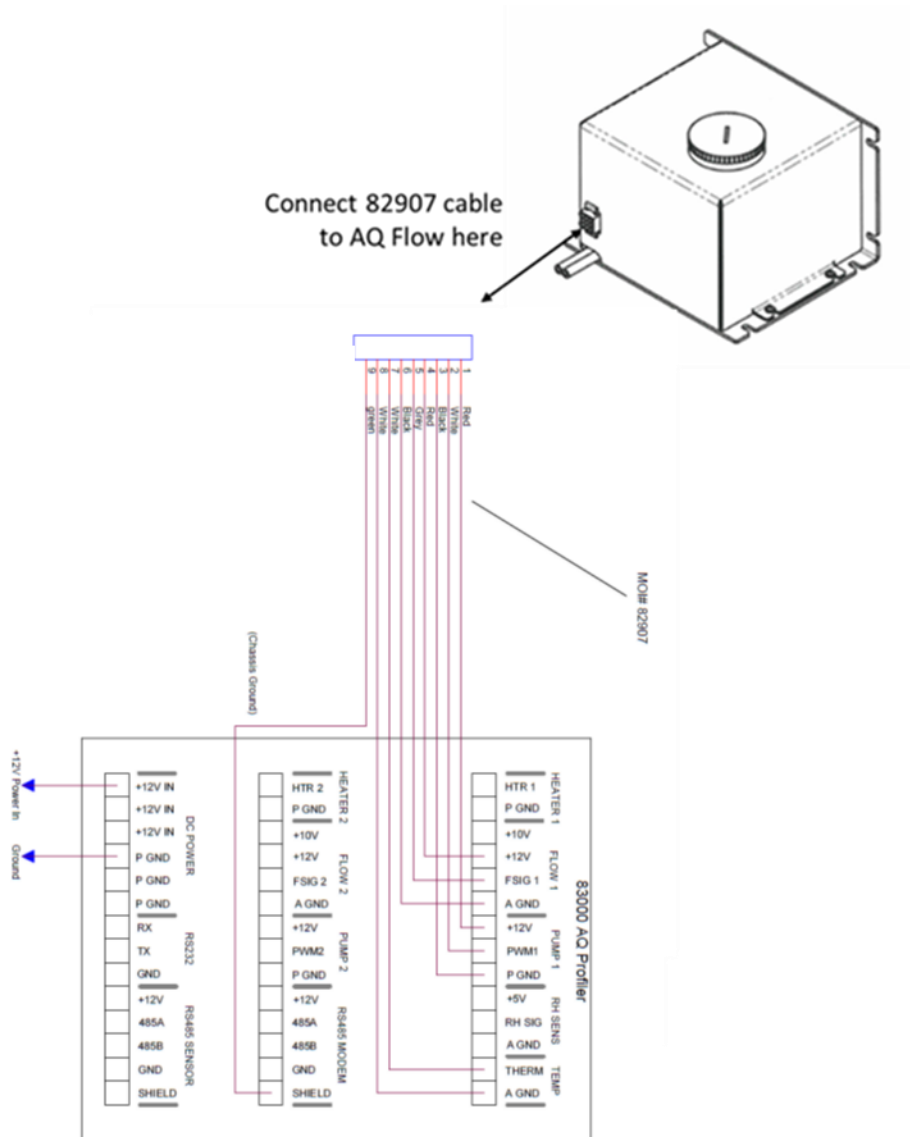 Connect 82907 cable
to AQ Flow here
1
2
3
4
5
6
7
8
9
Red
White
Black
Red
Grey
Black
White
White
green
MOI# 82907
(Chassis Ground)
+12V Power In
Ground
83000 AQ Profiler
+12V IN
+12V IN
+12V IN
P GND
P GND
P GND
DC POWER
RX
TX
GND
RS232
+12V
485A
485B
GND
SHIELD
RS485 SENSOR
HTR 2
P GND
HEATER 2
+10V
+12V
FSIG 2
A GND
FLOW 2
+12V
PWM2
P GND
PUMP 2
+12V
485A
485B
GND
SHIELD
RS485 MODEM
HTR 1
P GND
HEATER 1
+10V
+12V
FSIG 1
A GND
FLOW 1
+12V
PWM1
P GND
PUMP 1
+5V
RH SIG
A GND
RH SENS
THERM
A GND
TEMP